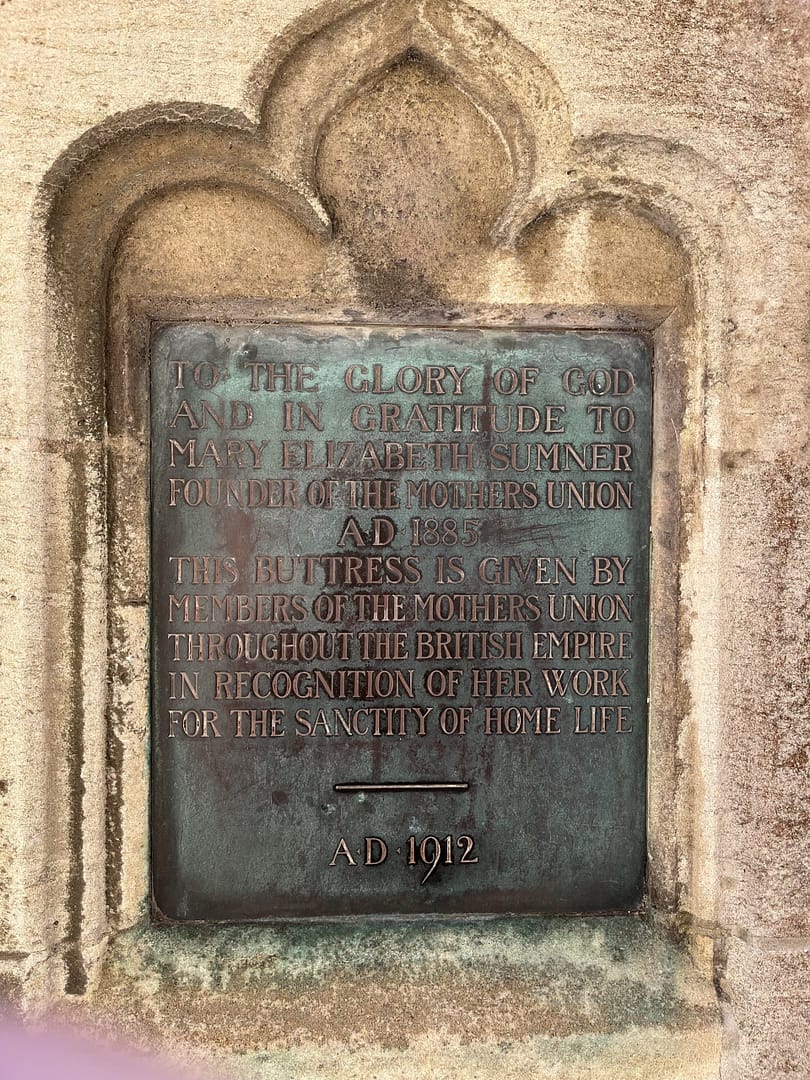 TO THE GLORY OF GOD
AND IN GRATITUDE TO
MARY ELIZABETH SUMNER
FOUNDER OF THE MOTHERS UNION
A.D 1885
THIS BUTTRESS IS GIVEN BY
MEMBERS OF THE MOTHERS UNION
THROUGHOUT THE BRITISH EMPIRE
IN RECOGNITION OF HER WORK
FOR THE SANCTITY OF HOME LIFE
A·D·1912